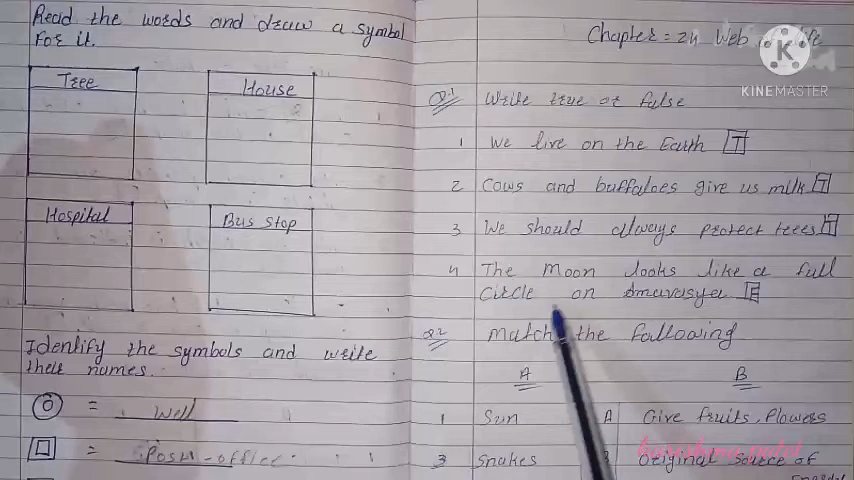 Read the words and draw a symbol
For it.
Tree
House
Hospital
Bus stop
Identify the symbols and write
their names.
= Well
= Post-office
Chapter = 24 Web
K
KINEMASTER
Q.1 Write true or false
1 We live on the Earth T
2 Cows and buffaloes give us milk. T
3 We should always protect trees. T
4 The Moon looks like a full
circle on Amavasya F
Q.2 Match the following
A B
1 Sun A Give fruits, flowers
3 Snakes B Original source of